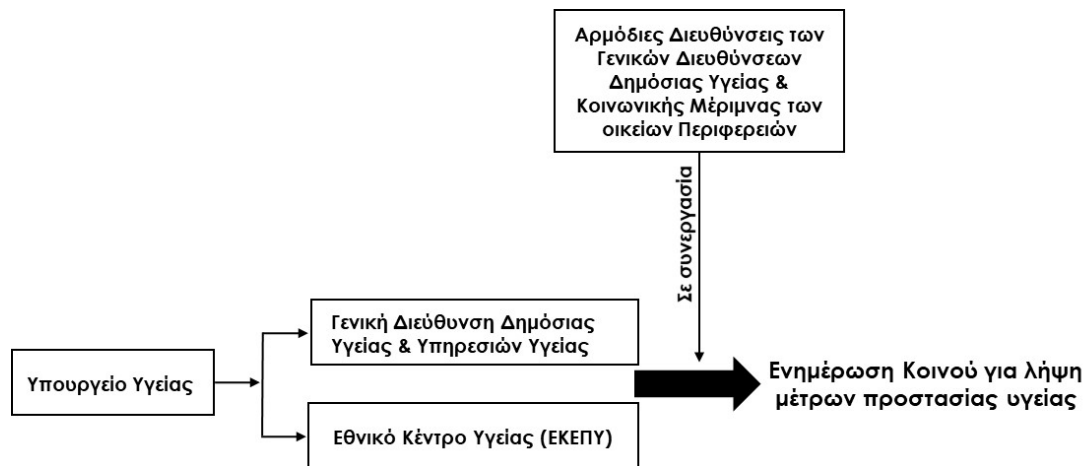 Αρμόδιες Διευθύνσεις των
Γενικών Διευθύνσεων
Δημόσιας Υγείας &
Κοινωνικής Μέριμνας των
οικείων Περιφερειών
Σε συνεργασία
Γενική Διεύθυνση Δημόσιας
Υγείας & Υπηρεσιών Υγείας
Υπουργείο Υγείας
Ενημέρωση Κοινού για λήψη
μέτρων προστασίας υγείας
Εθνικό Κέντρο Υγείας (ΕΚΕΠΥ)